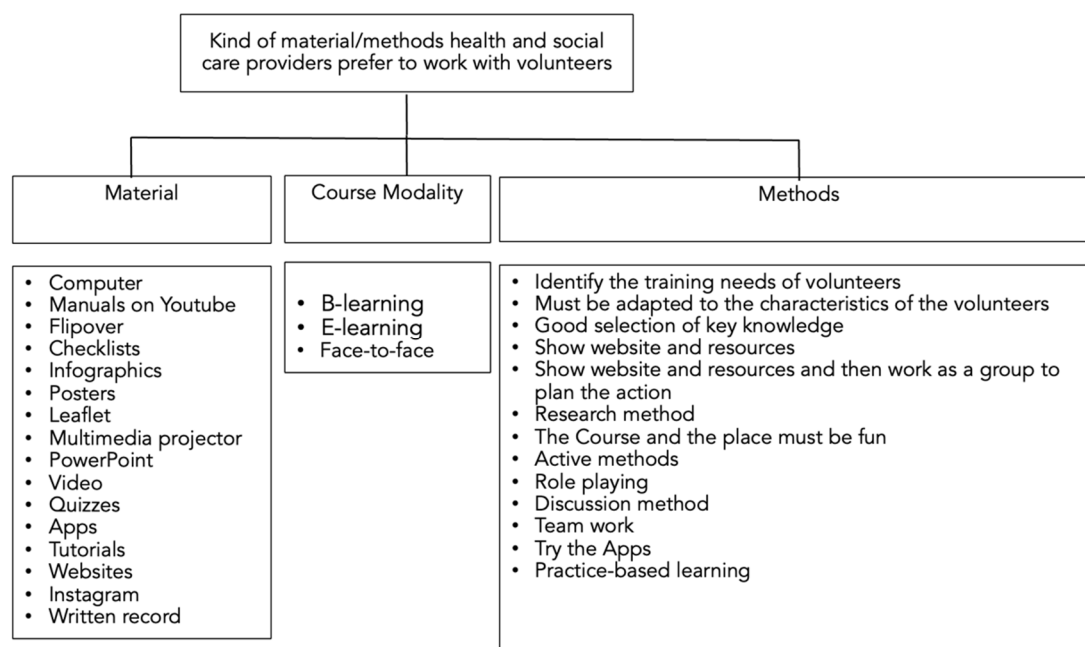 Kind of material/methods health and social
care providers prefer to work with volunteers
Material
Course Modality
Methods
• Computer
• Manuals on Youtube
• Flipover
• Checklists
• Infographics
• Posters
• Leaflet
• Multimedia projector
• PowerPoint
• Video
• Quizzes
• Apps
• Tutorials
• Websites
• Instagram
• Written record
• B-learning
• E-learning
• Face-to-face
• Identify the training needs of volunteers
• Must be adapted to the characteristics of the volunteers
• Good selection of key knowledge
• Show website and resources
• Show website and resources and then work as a group to
plan the action
• Research method
• The Course and the place must be fun
• Active methods
• Role playing
• Discussion method
• Team work
• Try the Apps
• Practice-based learning